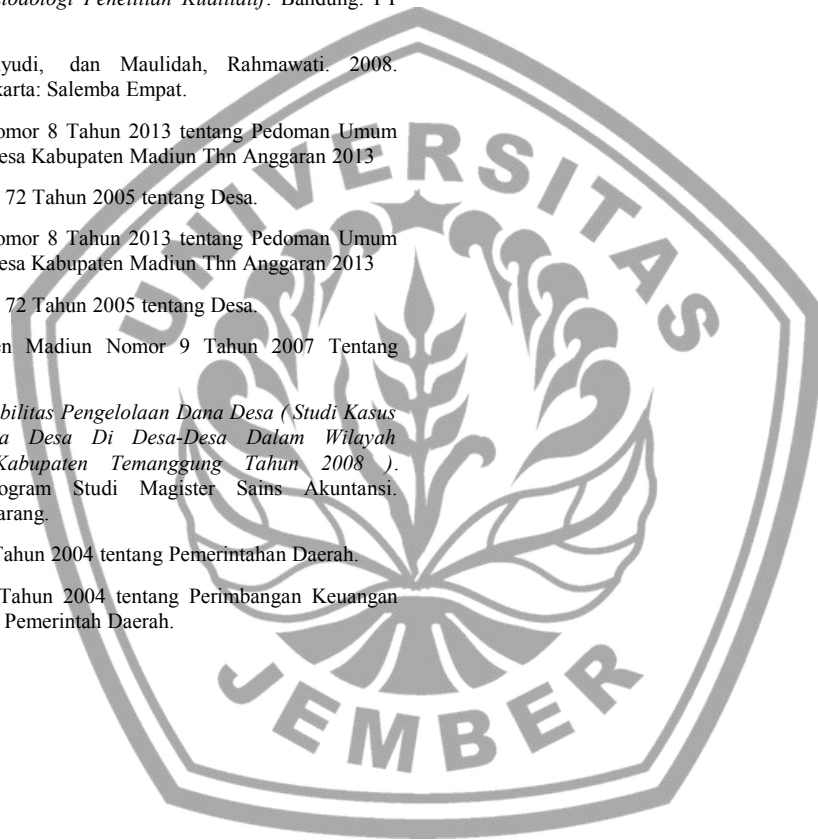 Penelitian Kualitatif. Bandung: PT
yudi, dan Maulidah, Rahmawati. 2008.
karta: Salemba Empat.
omor 8 Tahun 2013 tentang Pedoman Umum
esa Kabupaten Madiun Thn Anggaran 2013
72 Tahun 2005 tentang Desa.
omor 8 Tahun 2013 tentang Pedoman Umum
esa Kabupaten Madiun Thn Anggaran 2013
72 Tahun 2005 tentang Desa.
en Madiun Nomor 9 Tahun 2007 Tentang
bilitas Pengelolaan Dana Desa ( Studi Kasus
a Desa Di Desa-Desa Dalam Wilayah
Kabupaten Temanggung Tahun 2008 ).
ogram Studi Magister Sains Akuntansi.
arang.
Tahun 2004 tentang Pemerintahan Daerah.
Tahun 2004 tentang Perimbangan Keuangan
Pemerintah Daerah.
UNIVERSITAS
JEMBER